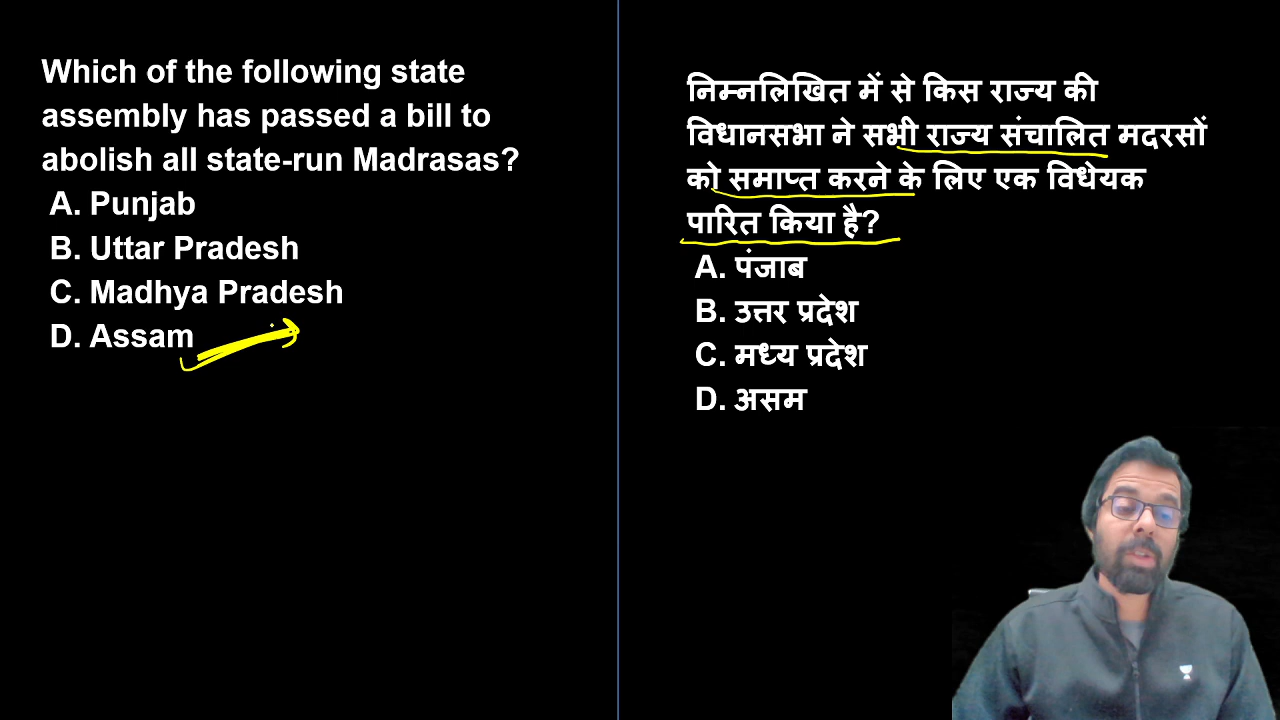 Which of the following state
assembly has passed a bill to
abolish all state-run Madrasas?
A. Punjab
B. Uttar Pradesh
C. Madhya Pradesh
D. Assam
निम्नलिखित में से किस राज्य की
विधानसभा ने सभी राज्य संचालित मदरसों
को समाप्त करने के लिए एक विधेयक
पारित किया है?
A. पंजाब
B. उत्तर प्रदेश
C. मध्य प्रदेश
D. असम